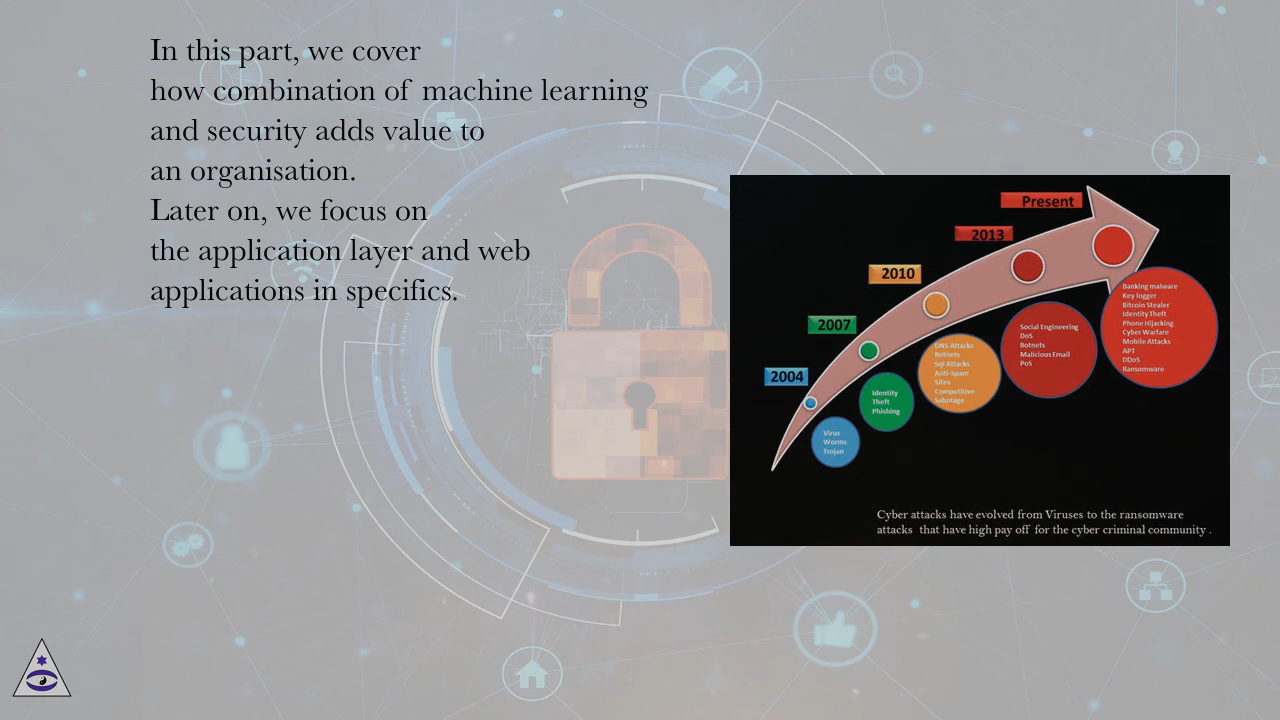 In this part, we cover
how combination of machine learning
and security adds value to
an organisation.
Later on, we focus on
the application layer and web
applications in specifics.
Present
2013
2010
2007
2004
Virus
Worms
Trojan
Identity
Theft
Phishing
DNS Attacks
Botnets
Sql Attacks
Anti-Spam
Sites
Competitive
Sabotage
Social Engineering
DoS
Botnets
Malicious Email
PoS
Banking malware
Key logger
Bitcoin Stealer
Identity Theft
Phone Hijacking
Cyber Warfare
Mobile Attacks
APT
DDoS
Ransomware
Cyber attacks have evolved from Viruses to the ransomware
attacks that have high pay off for the cyber criminal community .